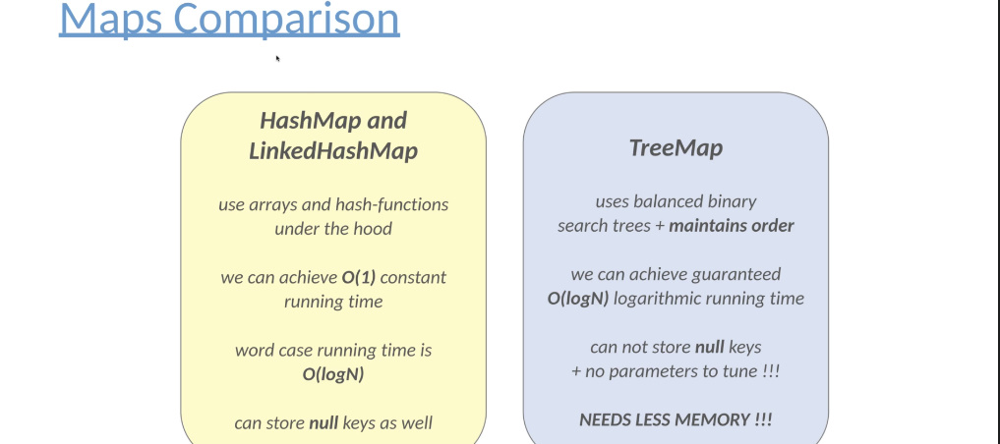 Maps Comparison
HashMap and
LinkedHashMap
use arrays and hash-functions
under the hood
we can achieve O(1) constant
running time
word case running time is
O(logN)
can store null keys as well
TreeMap
uses balanced binary
search trees + maintains order
we can achieve guaranteed
O(logN) logarithmic running time
can not store null keys
+ no parameters to tune !!!
NEEDS LESS MEMORY !!!